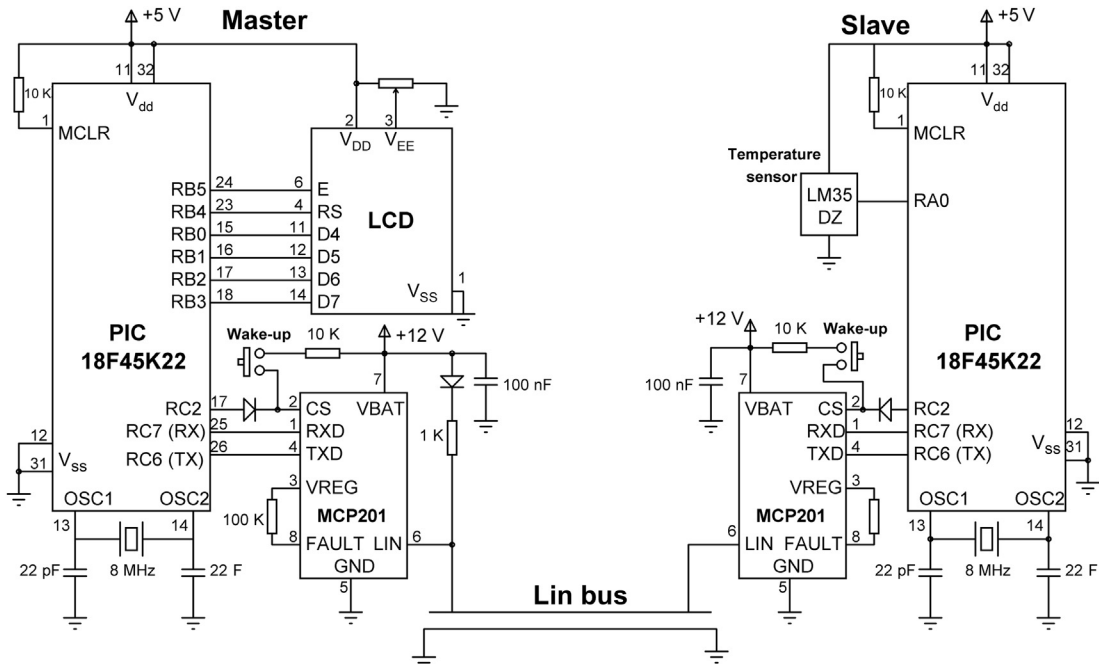 +5 V
Master
11 32
Vdd
10 K
1
MCLR
2 3
VDD VEE
RB5 24 6 E
RB4 23 4 RS
RB0 15 11 D4
RB1 16 12 D5
RB2 17 13 D6
RB3 18 14 D7
LCD
VSS 1
PIC
18F45K22
Wake-up
10 K
+12 V
7
VBAT
100 nF
RC2 17 2 CS
RC7 (RX) 25 1 RXD
RC6 (TX) 26 4 TXD
1 K
12
31
Vss
3 VREG
100 K
MCP201
8 FAULT LIN 6
GND
5
OSC1 OSC2
13 14
22 pF 8 MHz 22 F
Lin bus
Slave
+5 V
11 32
Vdd
10 K
1
MCLR
Temperature
sensor
LM35
DZ
RA0
PIC
18F45K22
+12 V
10 K
Wake-up
100 nF
7
VBAT
CS 2 RC2
RXD 1 RC7 (RX)
TXD 4 RC6 (TX)
12
31
Vss
VREG 3
MCP201
6 LIN FAULT 8
GND
5
OSC1 OSC2
13 14
22 pF 8 MHz 22 F